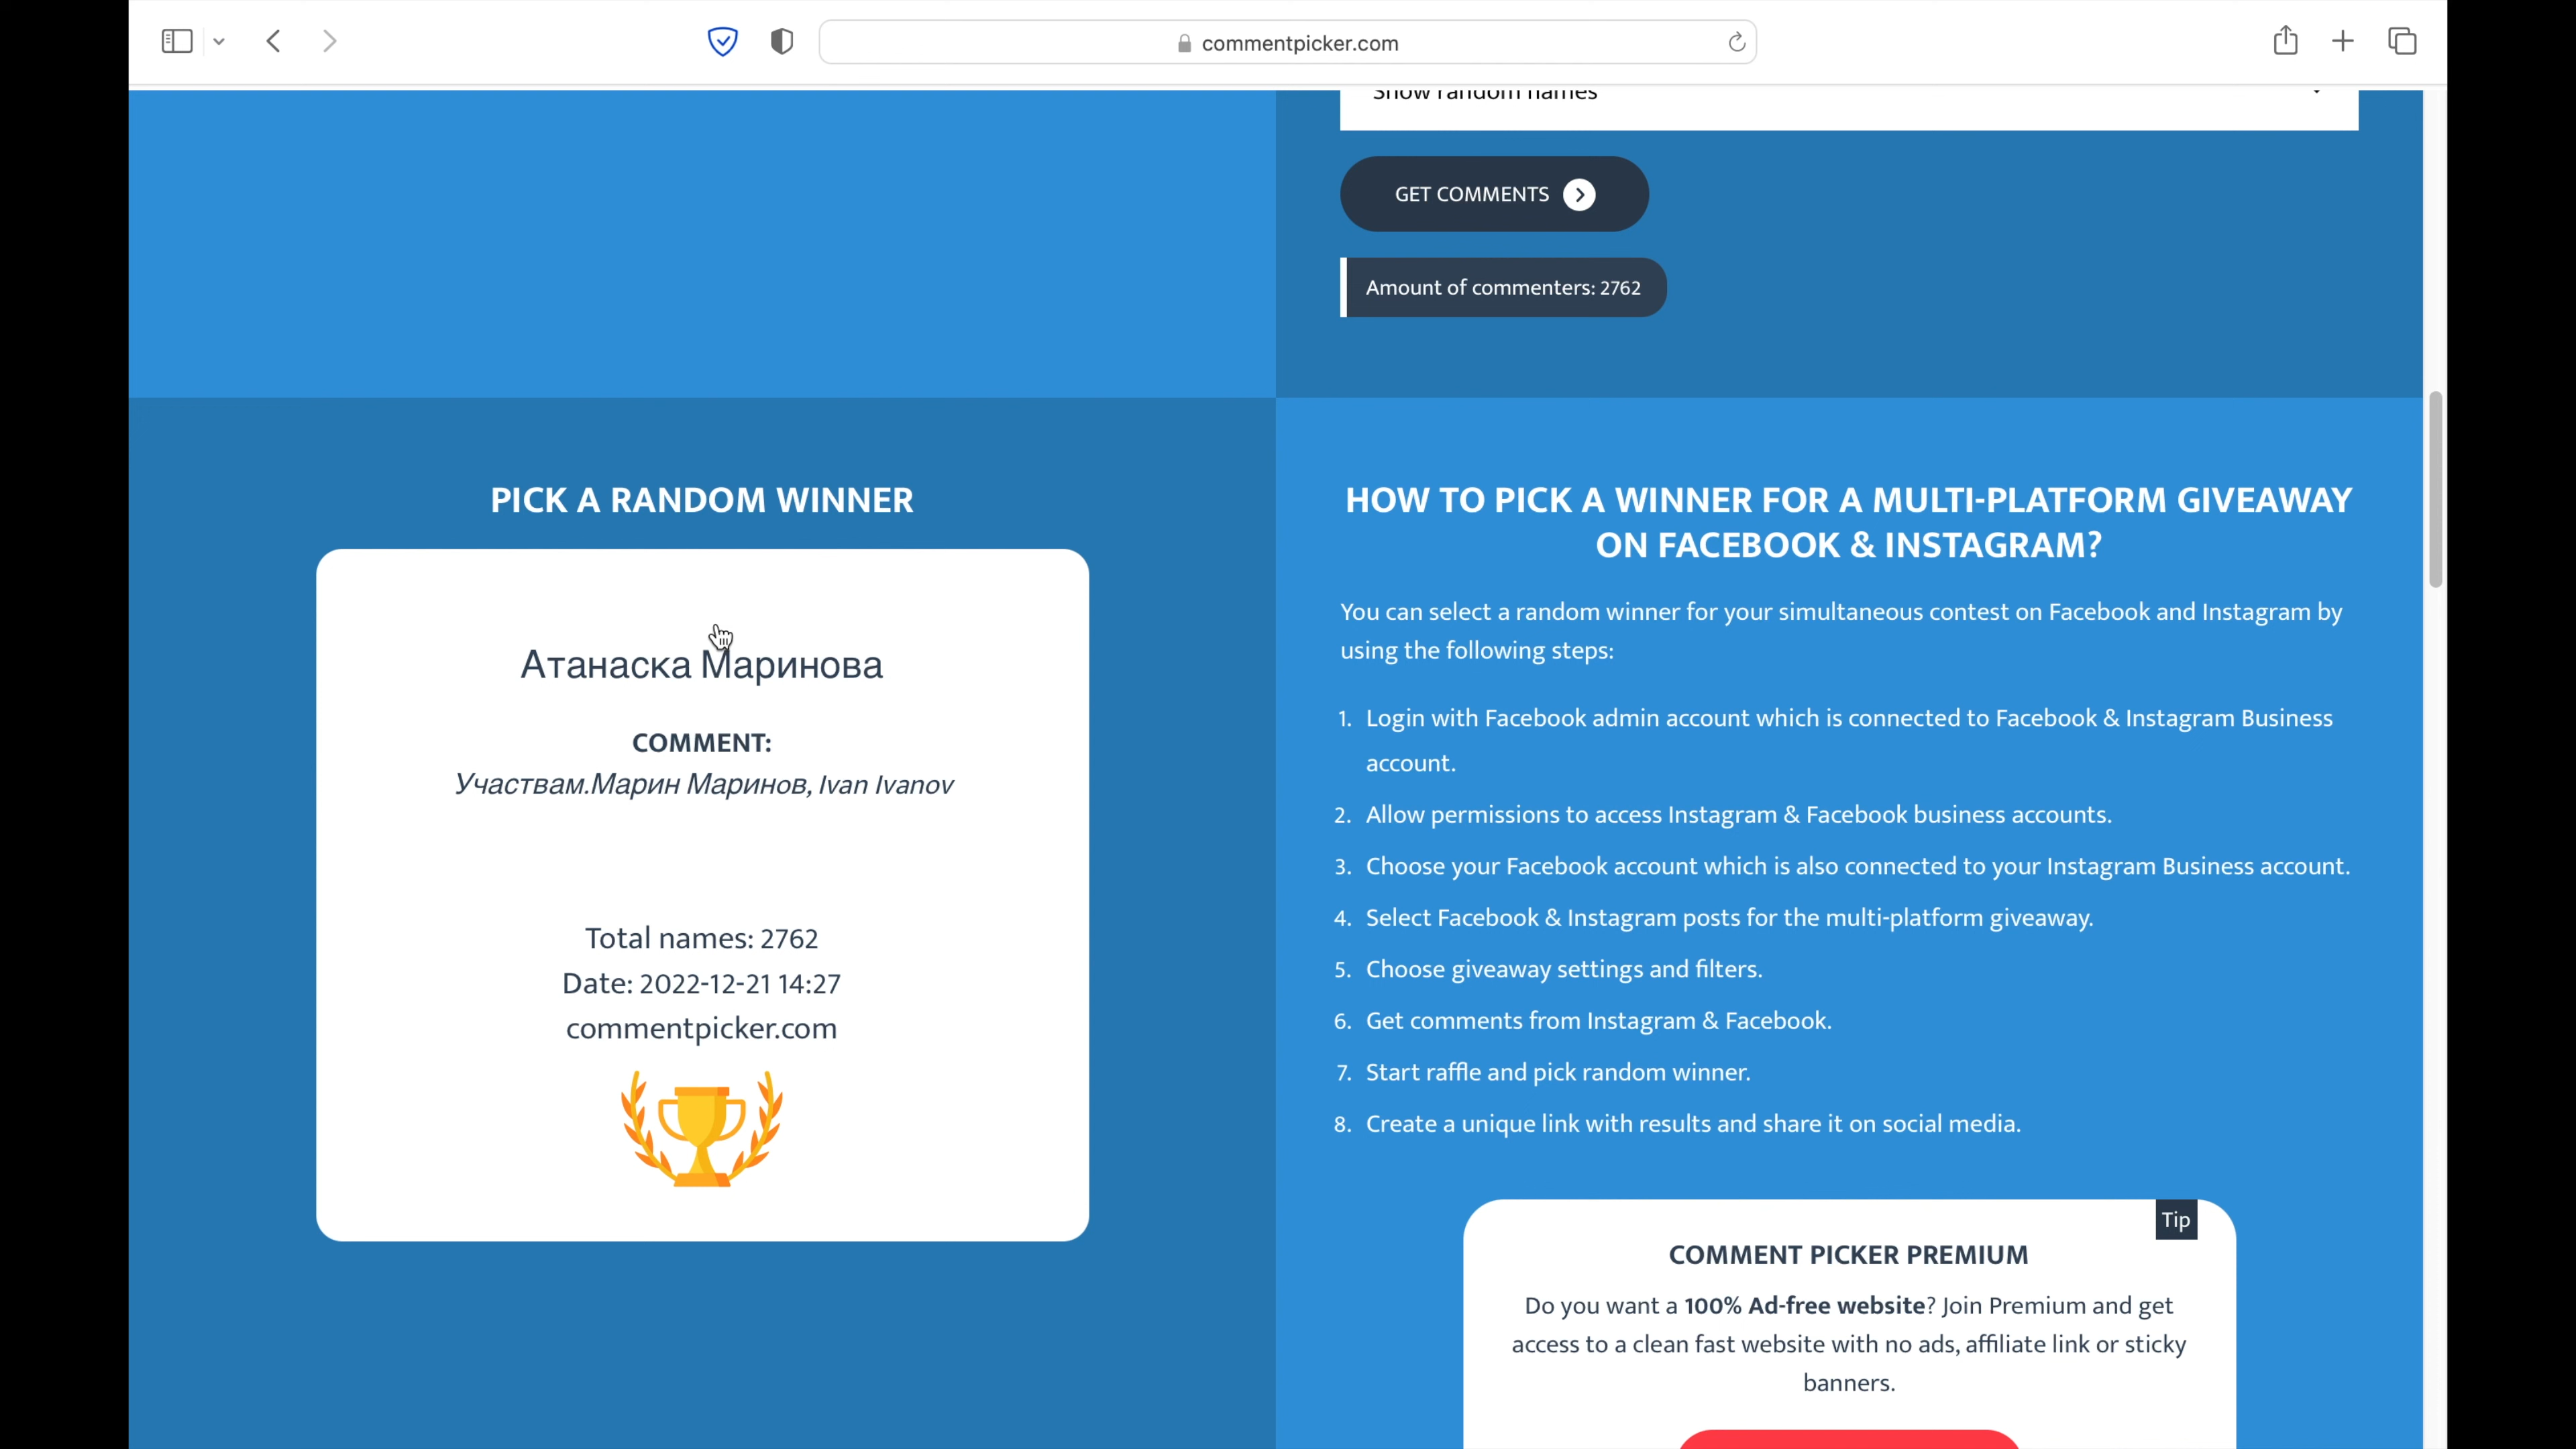 commentpicker.com
Show random names
GET COMMENTS
Amount of commenters: 2762
PICK A RANDOM WINNER
Атанаска Маринова
COMMENT:
Участвам.Марин Маринов, Ivan Ivanov
Total names: 2762
Date: 2022-12-21 14:27
commentpicker.com
HOW TO PICK A WINNER FOR A MULTI-PLATFORM GIVEAWAY
ON FACEBOOK & INSTAGRAM?
You can select a random winner for your simultaneous contest on Facebook and Instagram by
using the following steps:
1. Login with Facebook admin account which is connected to Facebook & Instagram Business
account.
2. Allow permissions to access Instagram & Facebook business accounts.
3. Choose your Facebook account which is also connected to your Instagram Business account.
4. Select Facebook & Instagram posts for the multi-platform giveaway.
5. Choose giveaway settings and filters.
6. Get comments from Instagram & Facebook.
7. Start raffle and pick random winner.
8. Create a unique link with results and share it on social media.
Tip
COMMENT PICKER PREMIUM
Do you want a 100% Ad-free website? Join Premium and get
access to a clean fast website with no ads, affiliate link or sticky
banners.